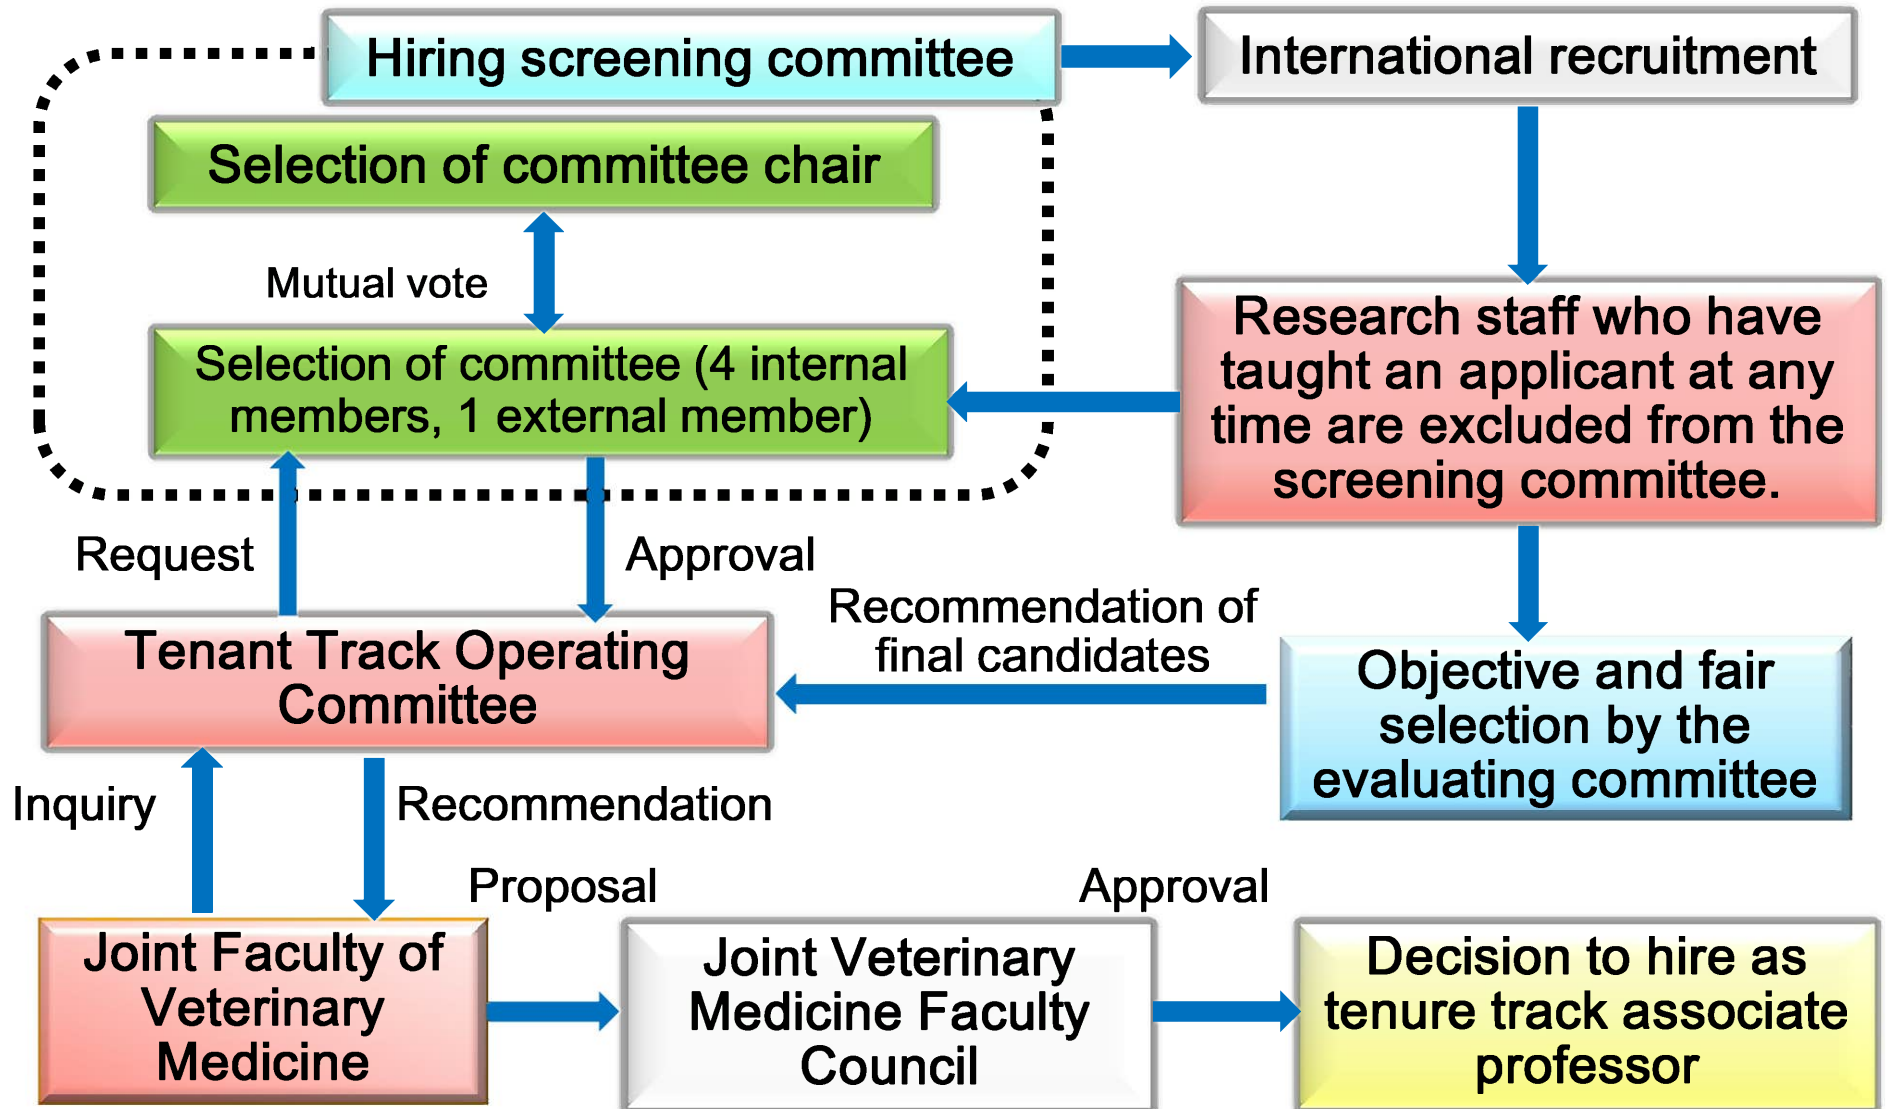 Hiring screening committee
International recruitment
Selection of committee chair
Mutual vote
Selection of committee (4 internal
members, 1 external member)
Research staff who have
taught an applicant at any
time are excluded from the
screening committee.
Request
Approval
Recommendation of
final candidates
Tenant Track Operating
Committee
Objective and fair
selection by the
evaluating committee
Inquiry
Recommendation
Proposal
Approval
Joint Faculty of
Veterinary
Medicine
Joint Veterinary
Medicine Faculty
Council
Decision to hire as
tenure track associate
professor